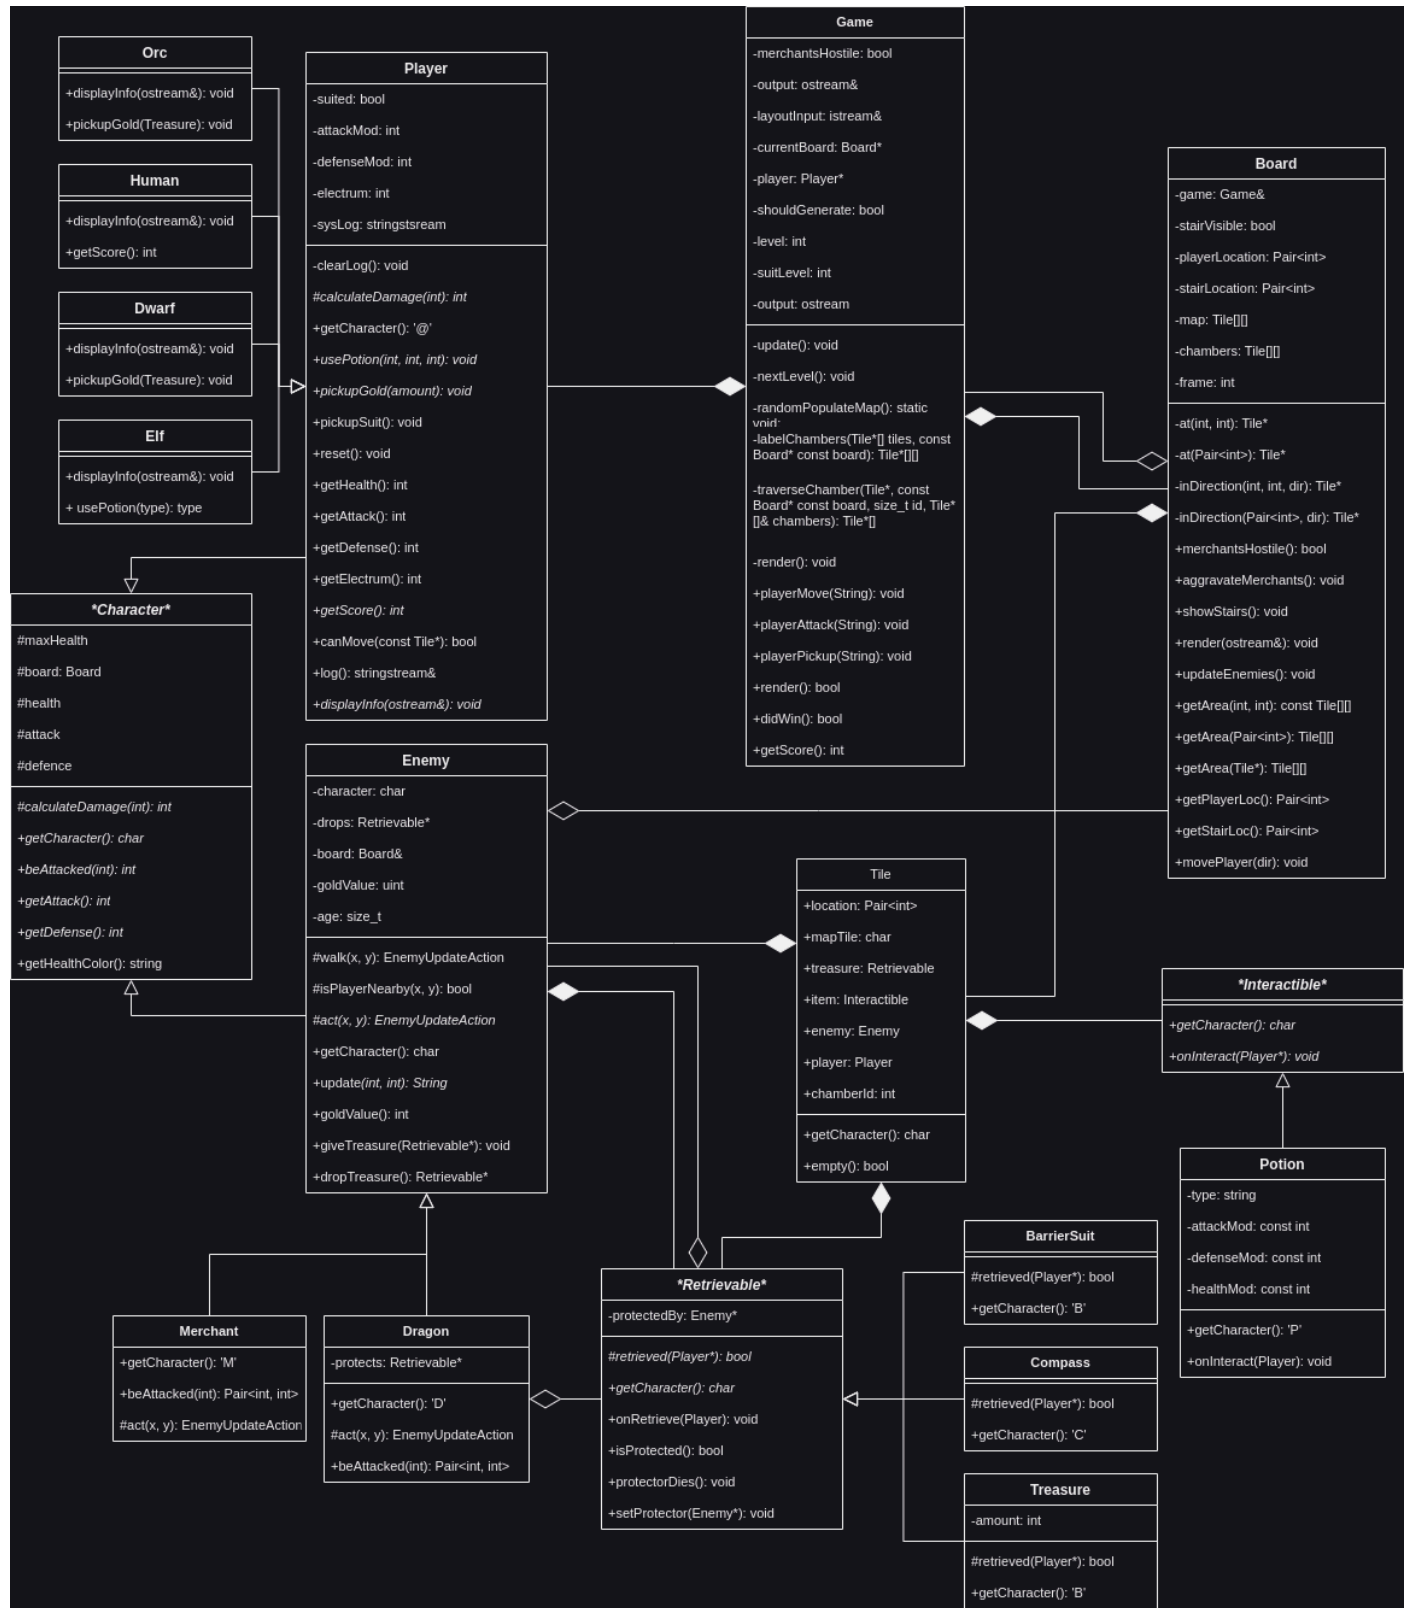 Orc
+displayInfo(ostream&): void
+pickupGold(Treasure): void
Human
+displayInfo(ostream&): void
+getScore(): int
Dwarf
+displayInfo(ostream&): void
+pickupGold(Treasure): void
Elf
+displayInfo(ostream&): void
+ usePotion(type): type
Player
-suited: bool
-attackMod: int
-defenseMod: int
-electrum: int
-sysLog: stringstsream
-clearLog(): void
#calculateDamage(int): int
+getCharacter(): '@'
+usePotion(int, int, int): void
+pickupGold(amount): void
+pickupSuit(): void
+reset(): void
+getHealth(): int
+getAttack(): int
+getDefense(): int
+getElectrum(): int
+getScore(): int
+canMove(const Tile*): bool
+log(): stringstream&
+displayInfo(ostream&): void
Game
-merchantsHostile: bool
-output: ostream&
-layoutInput: istream&
-currentBoard: Board*
-player: Player*
-shouldGenerate: bool
-level: int
-suitLevel: int
-output: ostream
-update(): void
-nextLevel(): void
-randomPopulateMap(): static
void:
-labelChambers(Tile*[] tiles, const
Board* const board): Tile*[][]
-traverseChamber(Tile*, const
Board* const board, size_t id, Tile*
[]& chambers): Tile*[]
-render(): void
+playerMove(String): void
+playerAttack(String): void
+playerPickup(String): void
+render(): bool
+didWin(): bool
+getScore(): int
Board
-game: Game&
-stairVisible: bool
-playerLocation: Pair<int>
-stairLocation: Pair<int>
-map: Tile[][]
-chambers: Tile[][]
-frame: int
-at(int, int): Tile*
-at(Pair<int>): Tile*
-inDirection(int, int, dir): Tile*
-inDirection(Pair<int>, dir): Tile*
+merchantsHostile(): bool
+aggravateMerchants(): void
+showStairs(): void
+render(ostream&): void
+updateEnemies(): void
+getArea(int, int): const Tile[][]
+getArea(Pair<int>): Tile[][]
+getArea(Tile*): Tile[][]
+getPlayerLoc(): Pair<int>
+getStairLoc(): Pair<int>
+movePlayer(dir): void
*Character*
#maxHealth
#board: Board
#health
#attack
#defence
#calculateDamage(int): int
+getCharacter(): char
+beAttacked(int): int
+getAttack(): int
+getDefense(): int
+getHealthColor(): string
Enemy
-character: char
-drops: Retrievable*
-board: Board&
-goldValue: uint
-age: size_t
#walk(x, y): EnemyUpdateAction
#isPlayerNearby(x, y): bool
#act(x, y): EnemyUpdateAction
+getCharacter(): char
+update(int, int): String
+goldValue(): int
+giveTreasure(Retrievable*): void
+dropTreasure(): Retrievable*
Tile
+location: Pair<int>
+mapTile: char
+treasure: Retrievable
+item: Interactible
+enemy: Enemy
+player: Player
+chamberId: int
+getCharacter(): char
+empty(): bool
*Interactible*
+getCharacter(): char
+onInteract(Player*): void
Potion
-type: string
-attackMod: const int
-defenseMod: const int
-healthMod: const int
+getCharacter(): 'P'
+onInteract(Player): void
Merchant
+getCharacter(): 'M'
+beAttacked(int): Pair<int, int>
#act(x, y): EnemyUpdateAction
Dragon
-protects: Retrievable*
+getCharacter(): 'D'
#act(x, y): EnemyUpdateAction
+beAttacked(int): Pair<int, int>
*Retrievable*
-protectedBy: Enemy*
#retrieved(Player*): bool
+getCharacter(): char
+onRetrieve(Player): void
+isProtected(): bool
+protectorDies(): void
+setProtector(Enemy*): void
BarrierSuit
#retrieved(Player*): bool
+getCharacter(): 'B'
Compass
#retrieved(Player*): bool
+getCharacter(): 'C'
Treasure
-amount: int
#retrieved(Player*): bool
+getCharacter(): 'B'